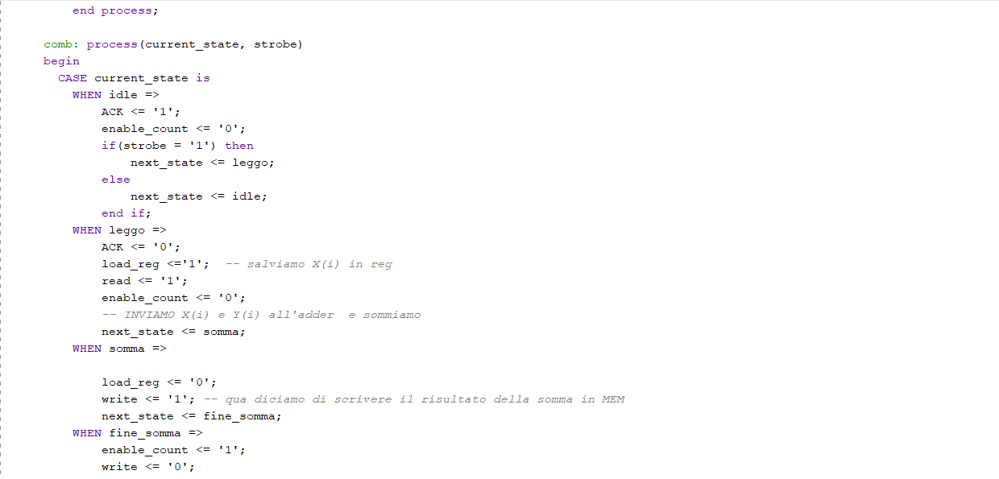 end process;
comb: process(current_state, strobe)
begin
CASE current_state is
WHEN idle =>
ACK <= '1';
enable_count <= '0';
if(strobe = '1') then
next_state <= leggo;
else
next_state <= idle;
end if;
WHEN leggo =>
ACK <= '0';
load_reg <='1';  -- salviamo X(i) in reg
read <= '1';
enable_count <= '0';
-- INVIAMO X(i) e Y(i) all'adder  e sommiamo
next_state <= somma;
WHEN somma =>
load_reg <= '0';
write <= '1'; -- qua diciamo di scrivere il risultato della somma in MEM
next_state <= fine_somma;
WHEN fine_somma =>
enable_count <= '1';
write <= '0';